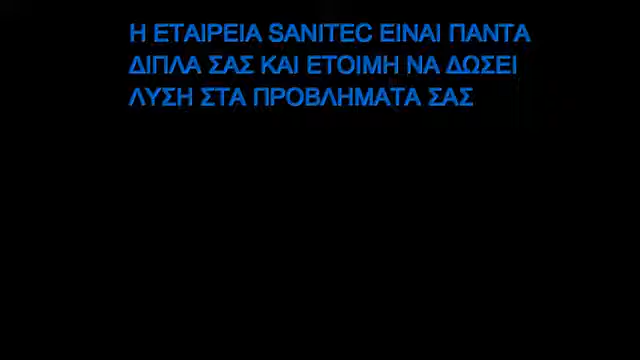 Η ΕΤΑΙΡΕΙΑ SANITEC ΕΙΝΑΙ ΠΑΝΤΑ
ΔΙΠΛΑ ΣΑΣ ΚΑΙ ΕΤΟΙΜΗ ΝΑ ΔΩΣΕΙ
ΛΥΣΗ ΣΤΑ ΠΡΟΒΛΗΜΑΤΑ ΣΑΣ